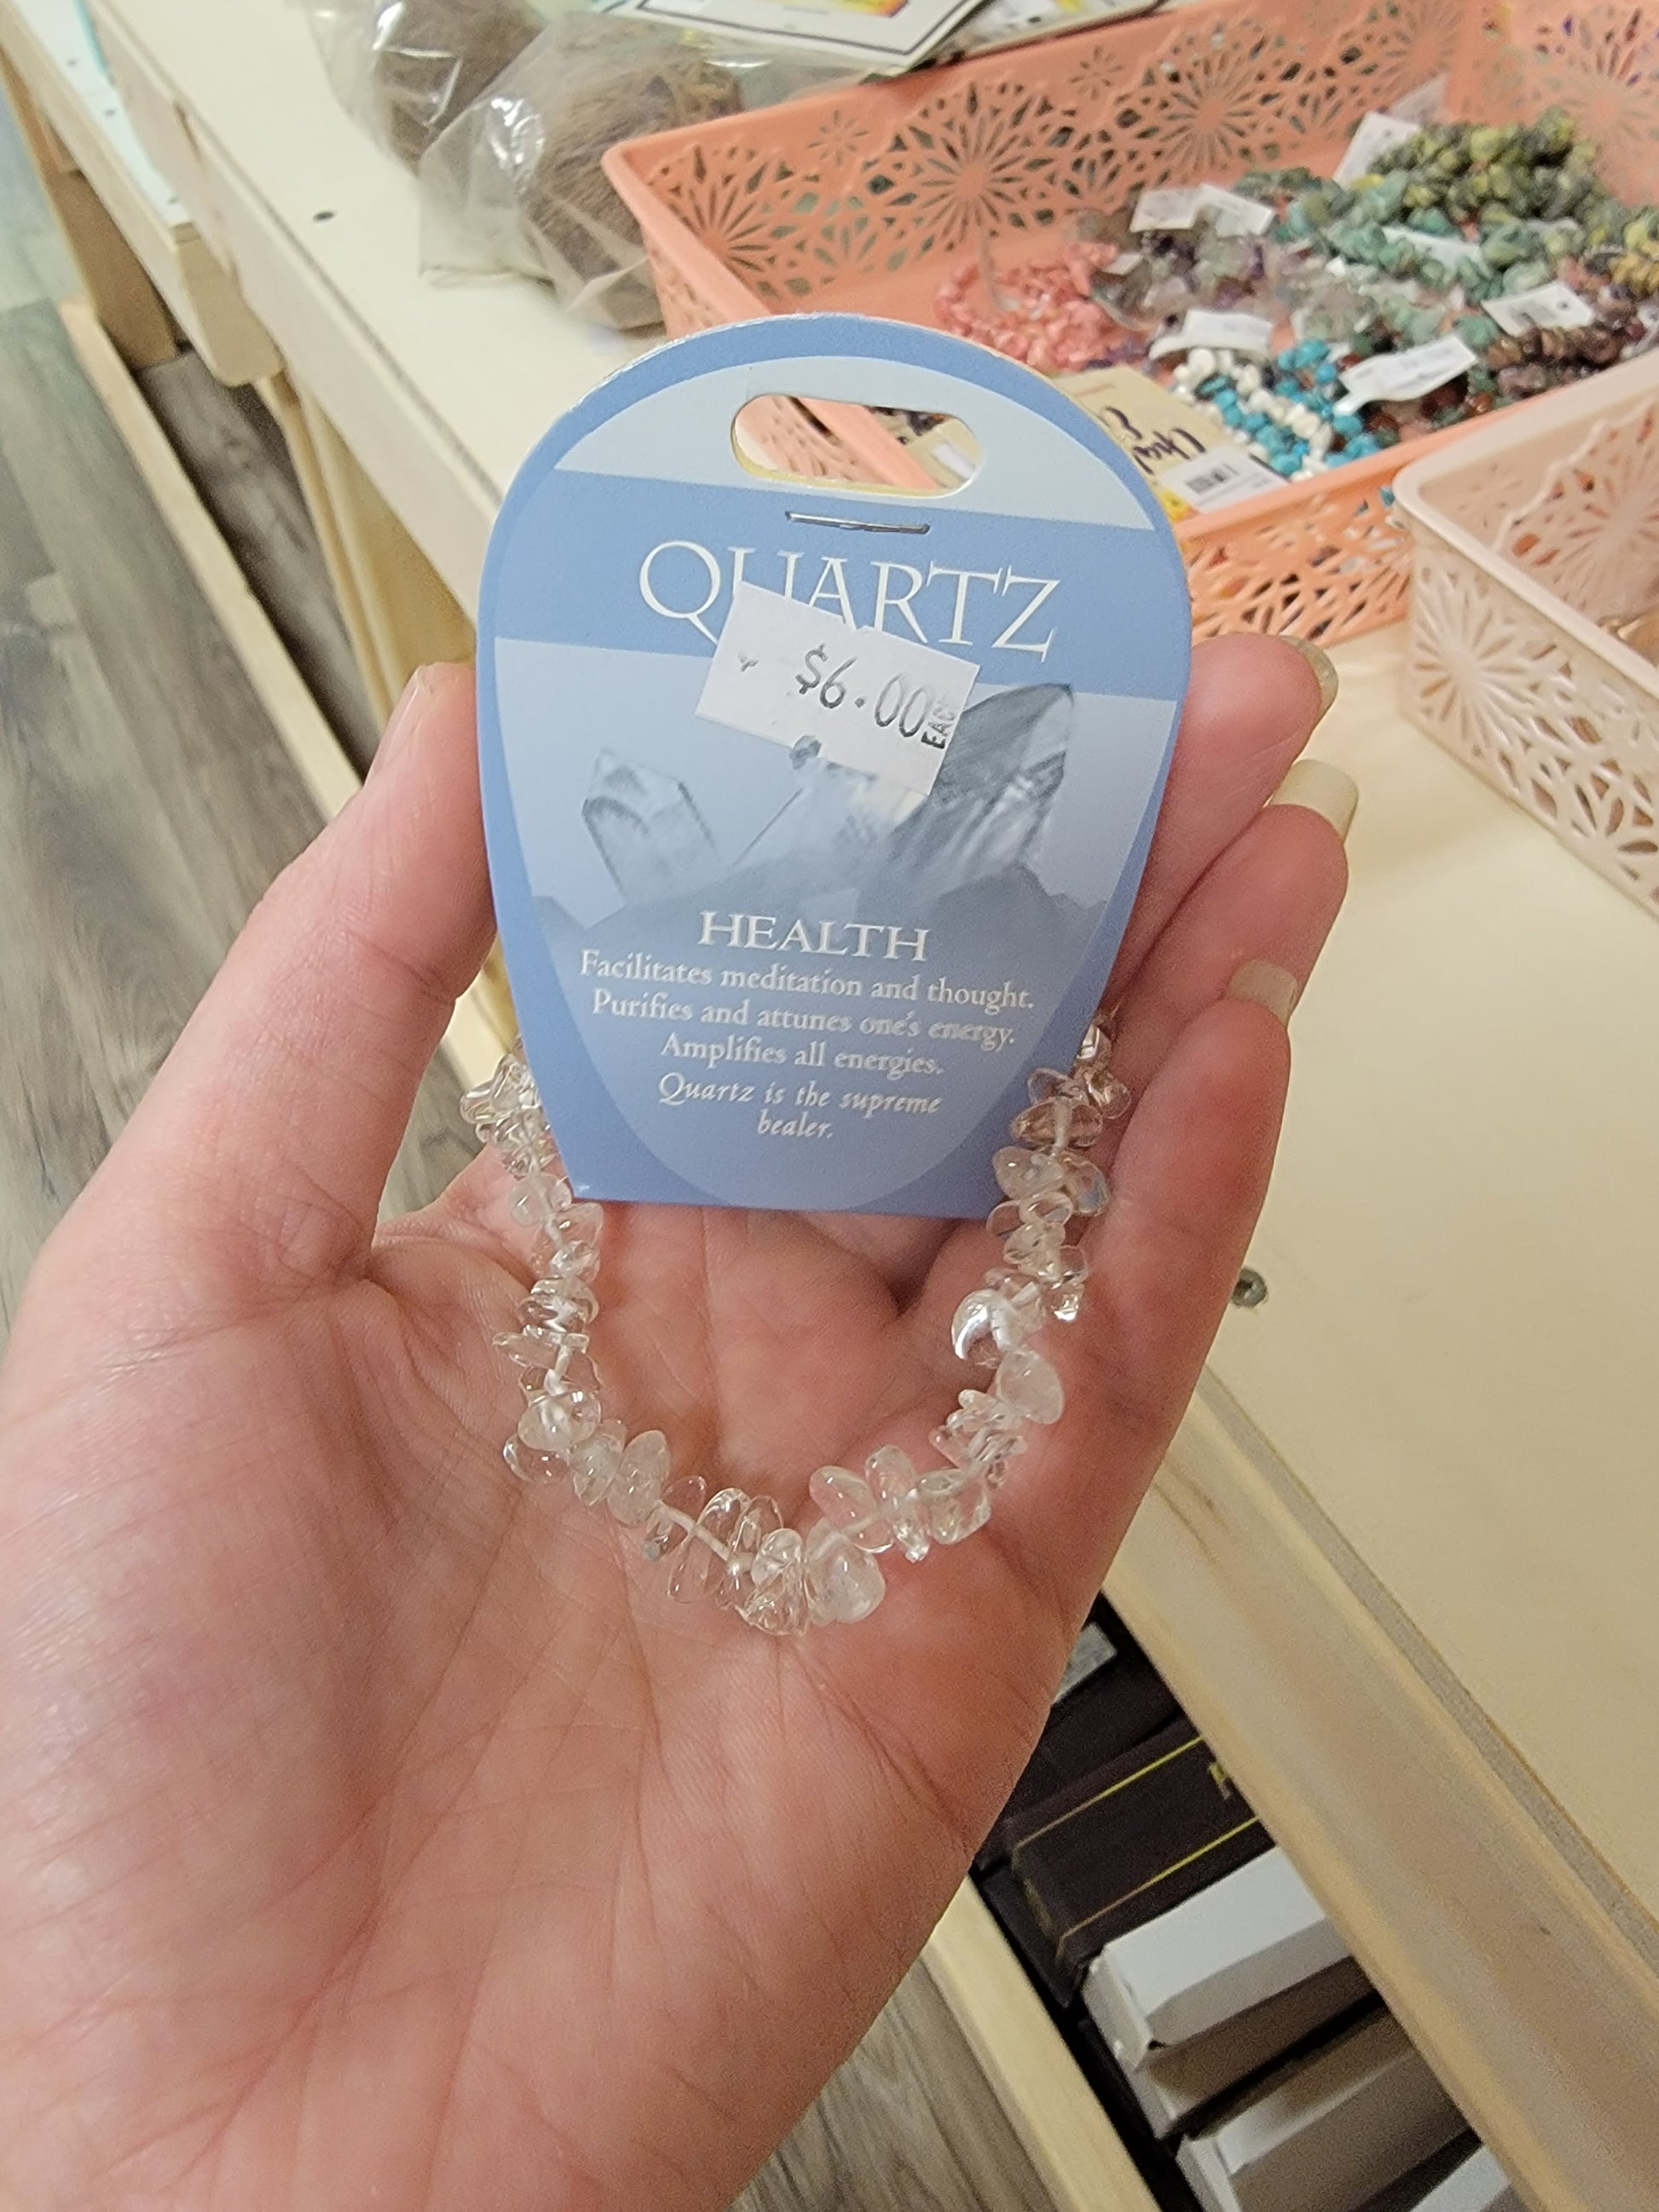 QUARTZ
$6.00 EACH
HEALTH
Facilitates meditation and thought.
Purifies and attunes one's energy.
Amplifies all energies.
Quartz is the supreme
healer.